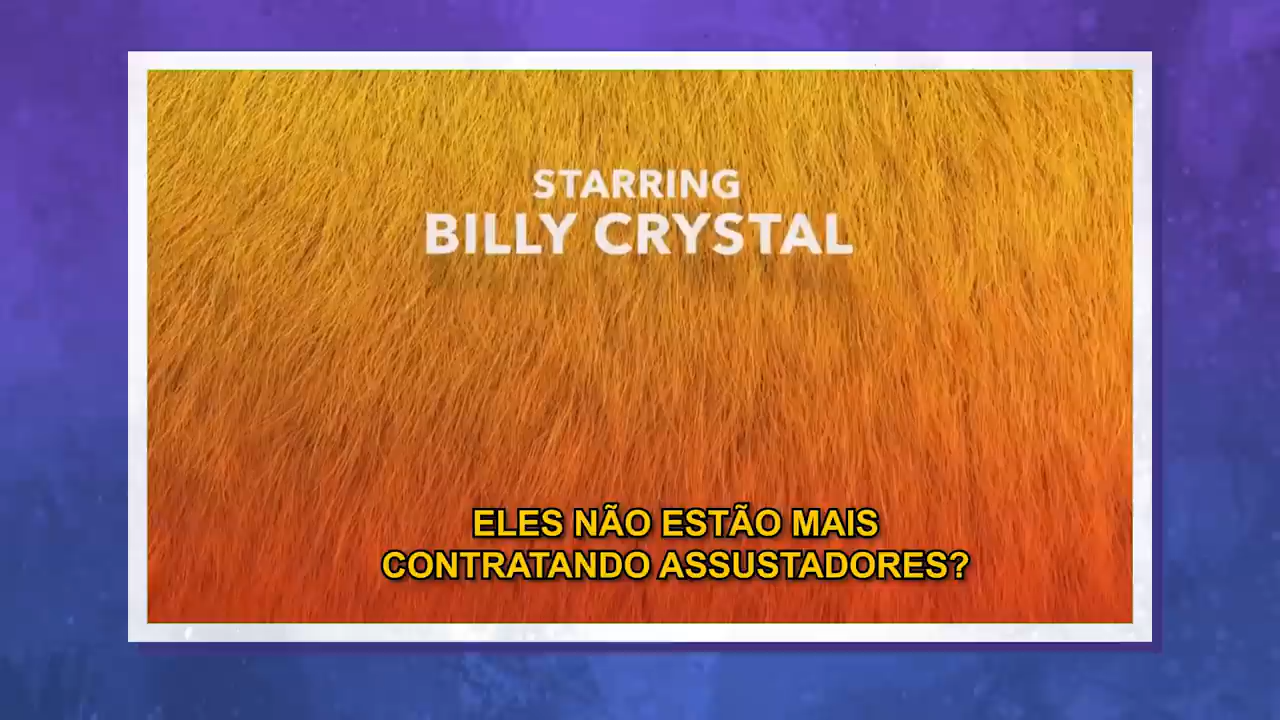 STARRING
BILLY CRYSTAL
ELES NÃO ESTÃO MAIS
CONTRATANDO ASSUSTADORES?